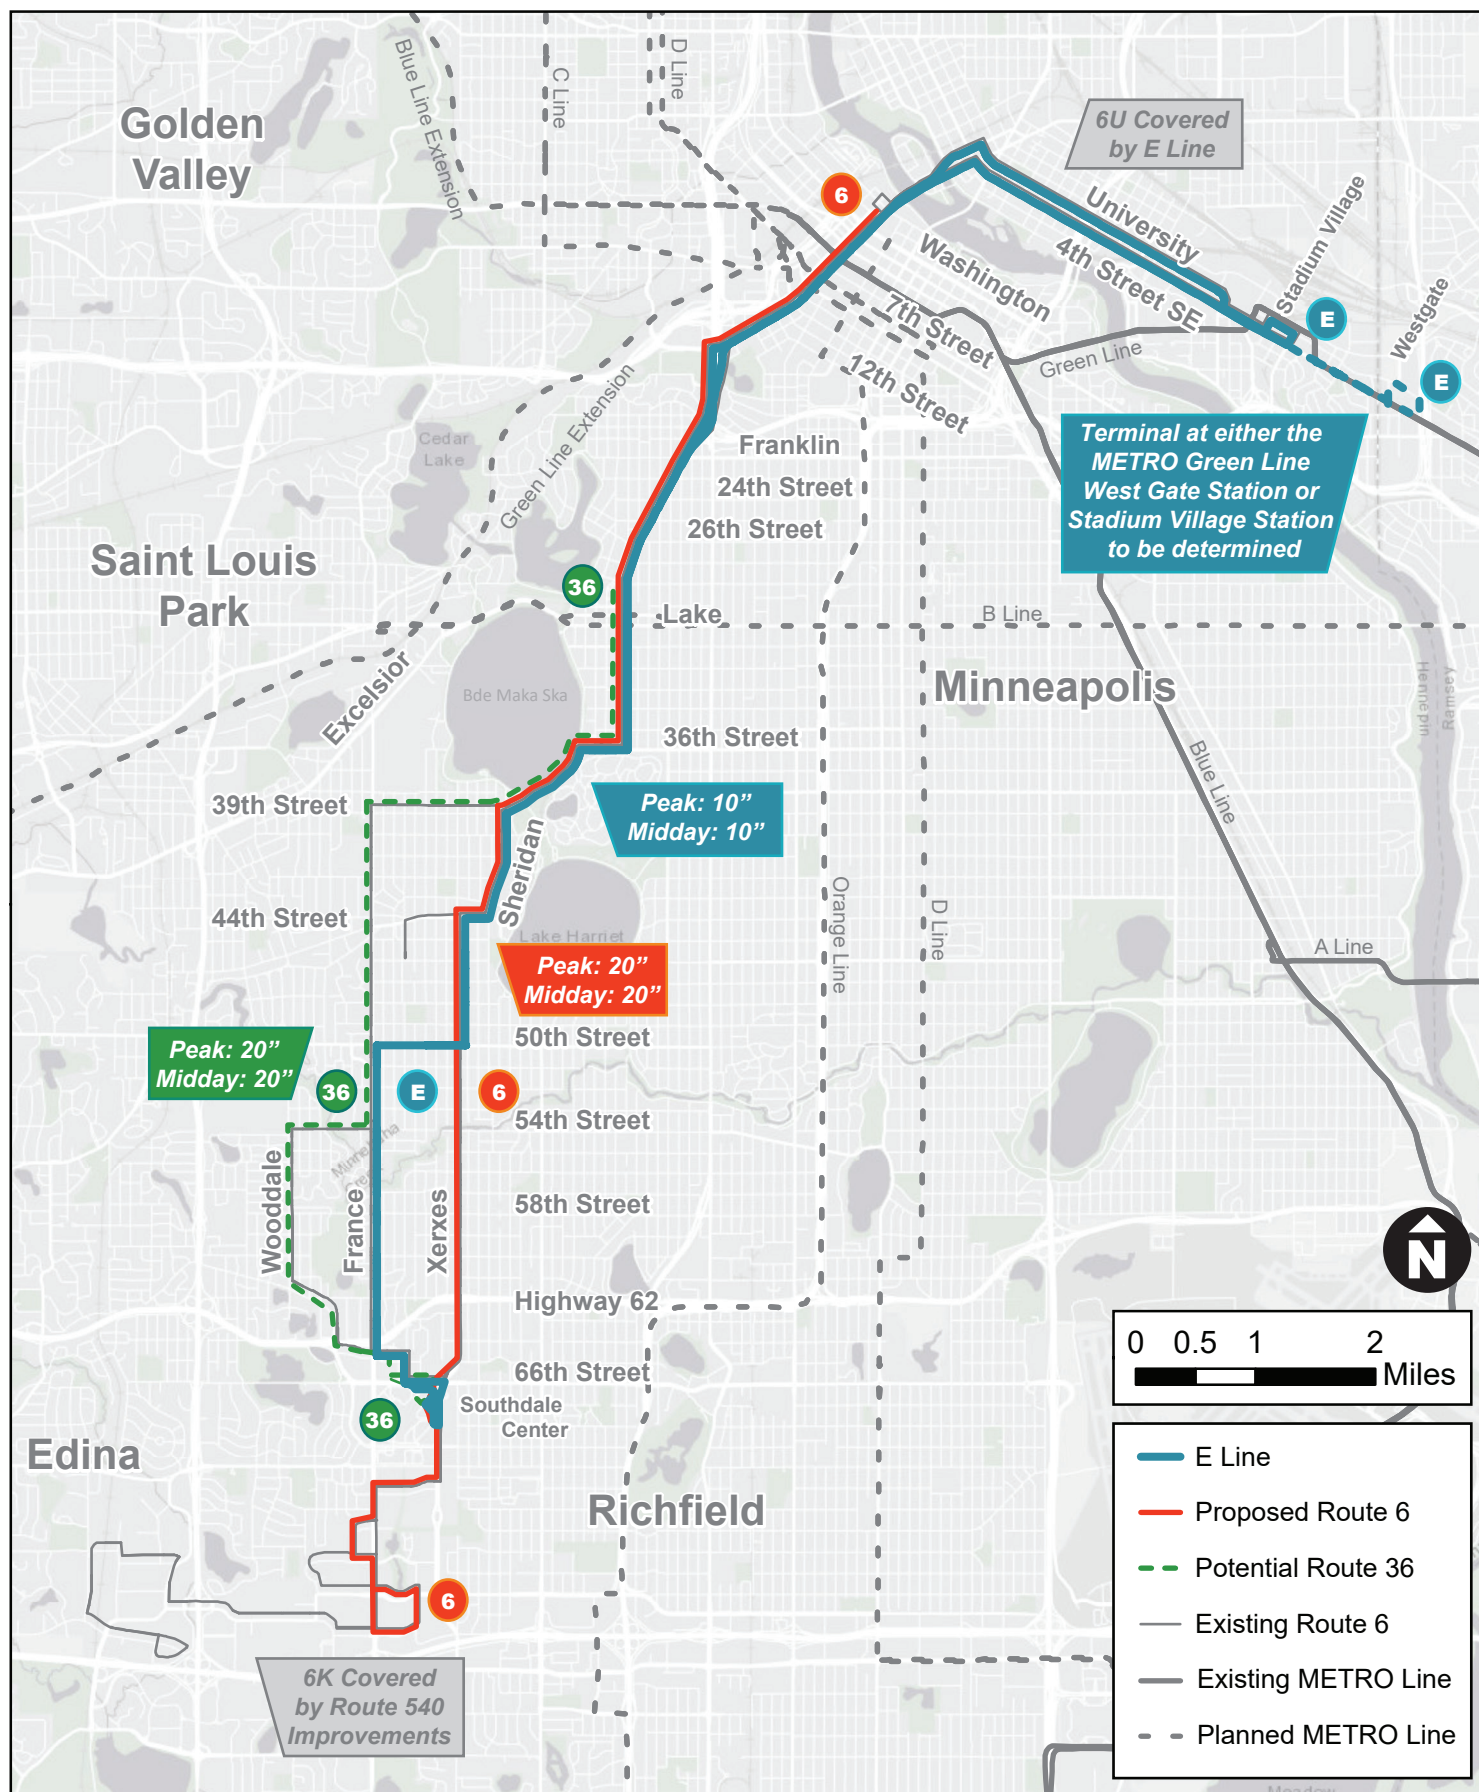 Golden
Valley
Blue Line Extension
C Line
D Line
6U Covered
by E Line
6
University
4th Street SE
Stadium Village
Westgate
E
E
Washington
7th Street
12th Street
Green Line
Green Line Extension
Cedar
Lake
Franklin
24th Street
26th Street
Terminal at either the
METRO Green Line
West Gate Station or
Stadium Village Station
to be determined
Saint Louis
Park
36
Lake
B Line
Excelsior
Bde Maka Ska
Minneapolis
Hennepin
Ramsey
36th Street
Blue Line
39th Street
Peak: 10”
Midday: 10”
Sheridan
44th Street
Lake Harriet
Orange Line
D Line
A Line
Peak: 20”
Midday: 20”
50th Street
Peak: 20”
Midday: 20”
36
E
6
54th Street
Wooddale
France
Xerxes
58th Street
N
Highway 62
66th Street
Southdale
Center
36
Edina
Richfield
6
6K Covered
by Route 540
Improvements
0 0.5 1 2
Miles
E Line
Proposed Route 6
Potential Route 36
Existing Route 6
Existing METRO Line
Planned METRO Line